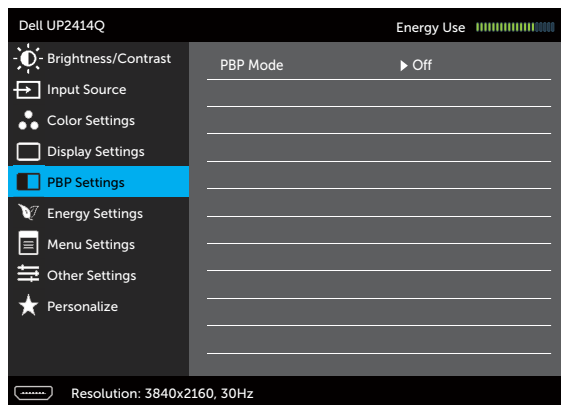 Dell UP2414Q
Energy Use
Brightness/Contrast
PBP Mode
Off
Input Source
Color Settings
Display Settings
PBP Settings
Energy Settings
Menu Settings
Other Settings
Personalize
Resolution: 3840x2160, 30Hz